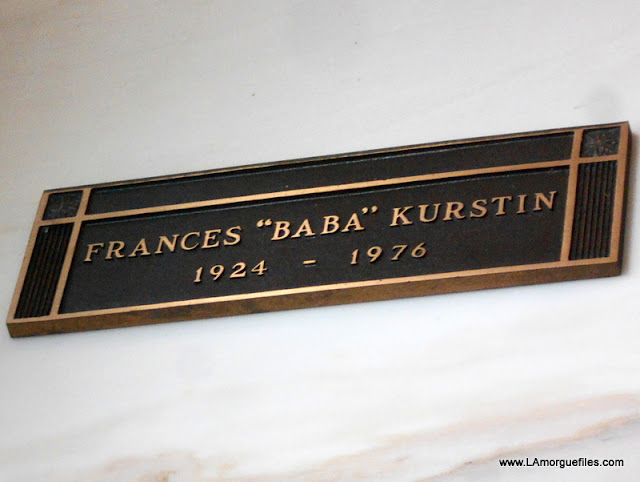 FRANCES “BABA” KURSTIN
1924 - 1976
www.LAmorguefiles.com